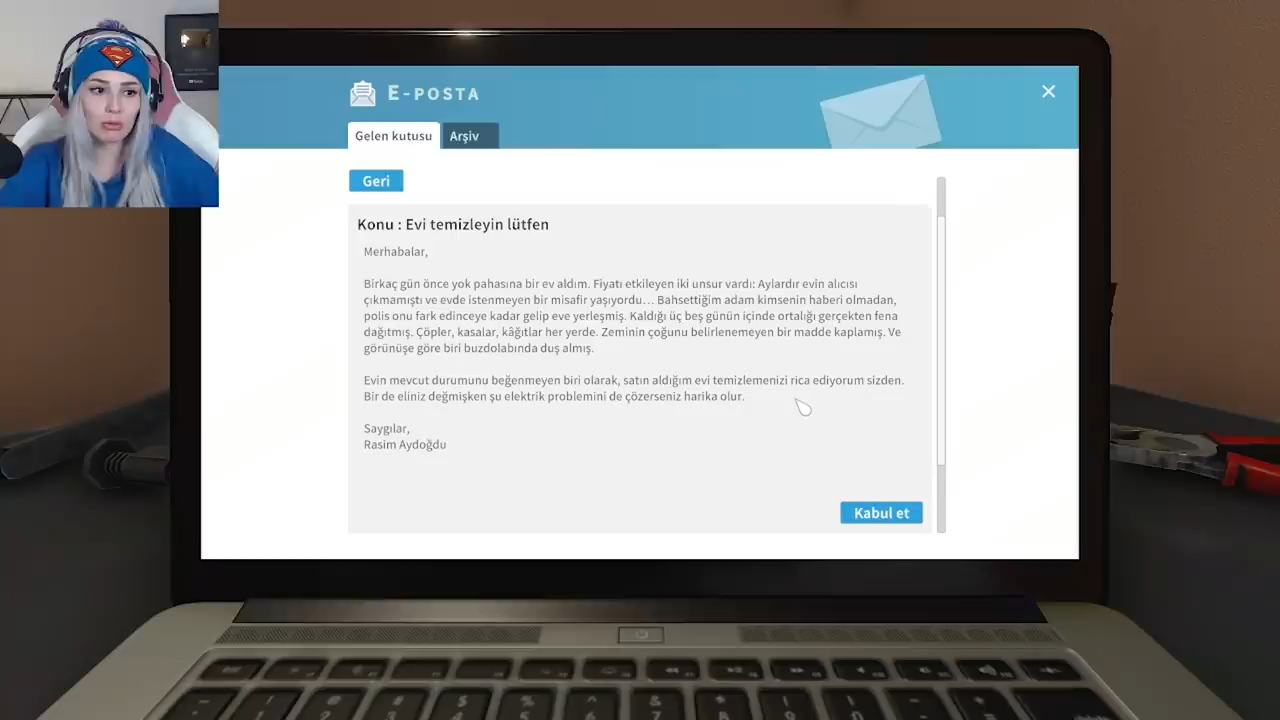 E-POSTA
Gelen kutusu
Arşiv
Geri
Konu : Evi temizleyin lütfen
Merhabalar,
Birkaç gün önce yok pahasına bir ev aldım. Fiyatı etkileyen iki unsur vardı: Aylardır evin alıcısı
çıkmamıştı ve evde istenmeyen bir misafir yaşıyordu… Bahsettiğim adam kimsenin haberi olmadan,
polis onu fark edinceye kadar gelip eve yerleşmiş. Kaldığı üç beş günün içinde ortalığı gerçekten fena
dağıtmış. Çöpler, kasalar, kâğıtlar her yerde. Zeminin çoğunu belirlenemeyen bir madde kaplamış. Ve
görünüşe göre biri buzdolabında duş almış.
Evin mevcut durumunu beğenmeyen biri olarak, satın aldığım evi temizlemenizi rica ediyorum sizden.
Bir de eliniz değmişken şu elektrik problemini de çözerseniz harika olur.
Saygılar,
Rasim Aydoğdu
Kabul et